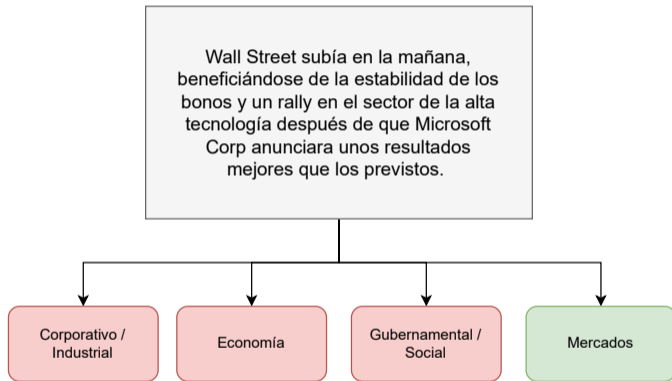 Wall Street subía en la mañana,
beneficiándose de la estabilidad de los
bonos y un rally en el sector de la alta
tecnología después de que Microsoft
Corp anunciara unos resultados
mejores que los previstos.
Corporativo /
Industrial
Economía
Gubernamental /
Social
Mercados